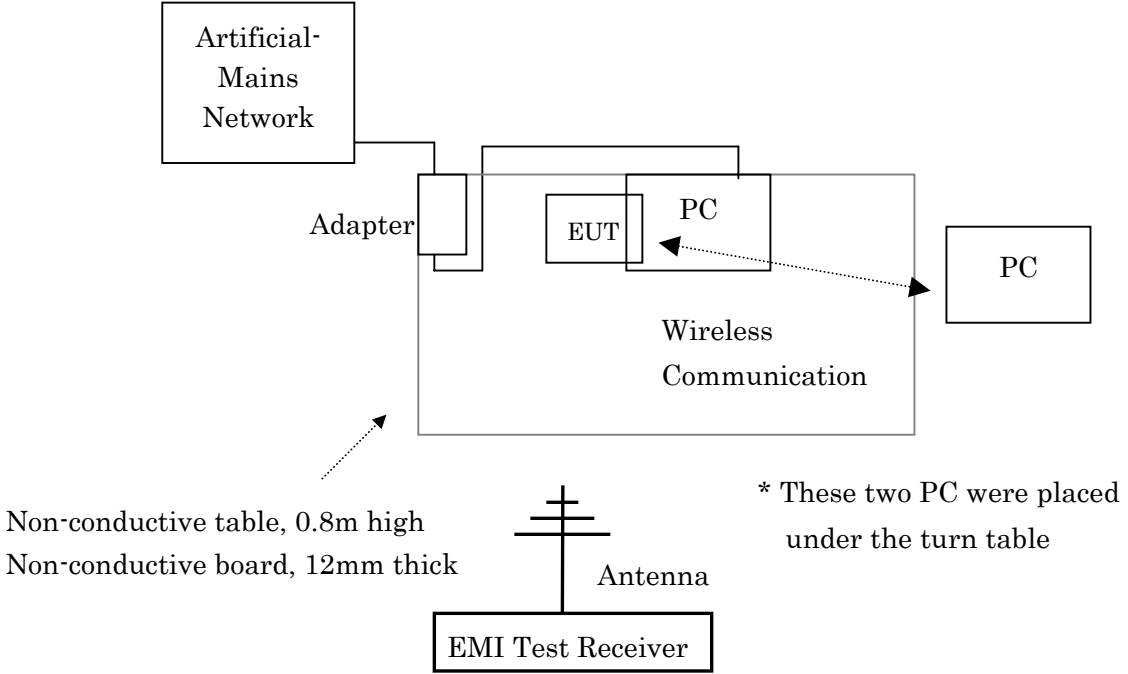 Artificial-
Mains
Network
Adapter
EUT
PC
PC
Wireless
Communication
Non-conductive table, 0.8m high
Non-conductive board, 12mm thick
* These two PC were placed
under the turn table
Antenna
EMI Test Receiver